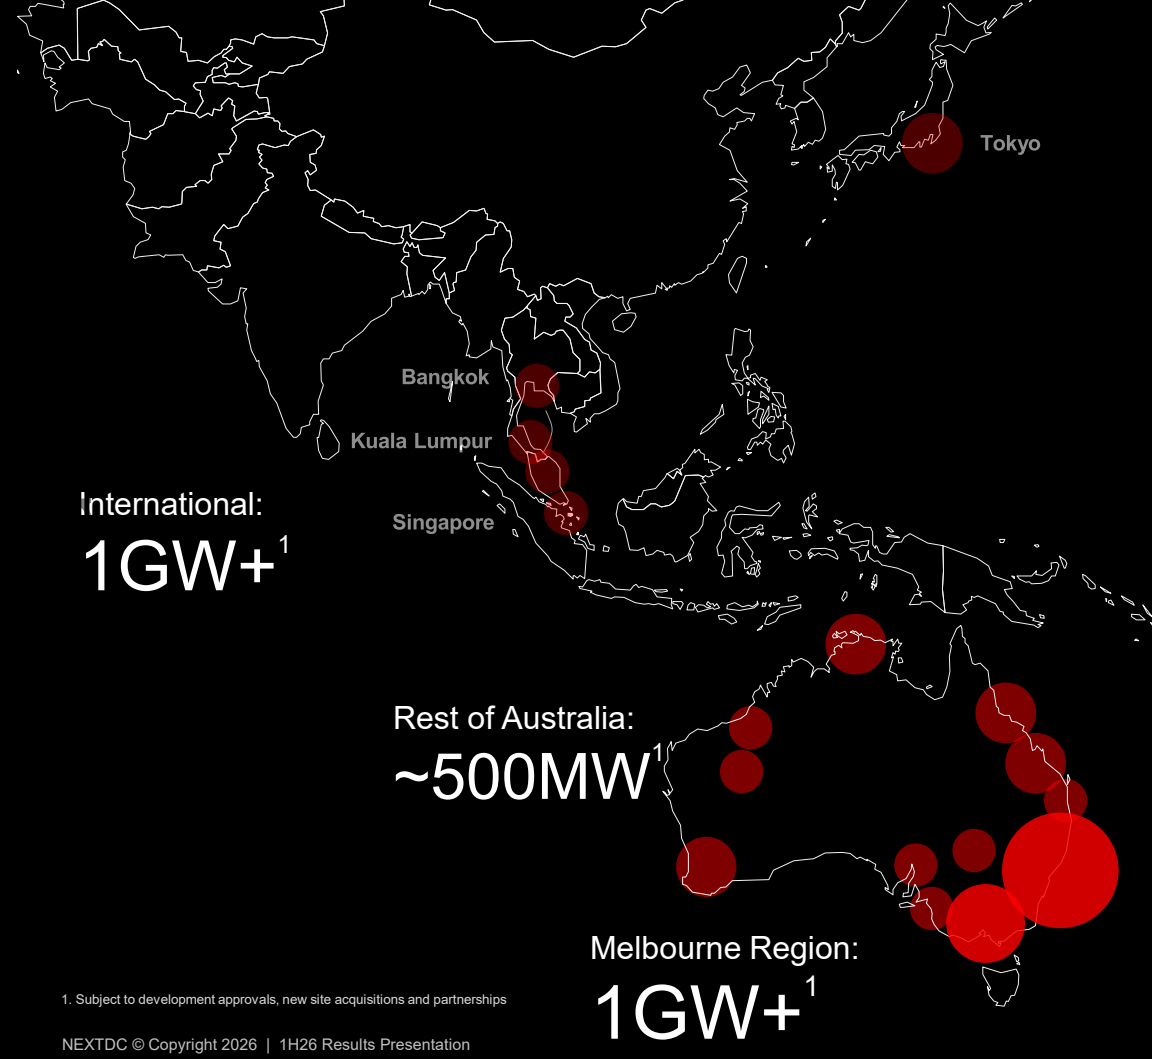 Tokyo
Bangkok
Kuala Lumpur
Singapore
International:
1GW+¹
Rest of Australia:
~500MW¹
Melbourne Region:
1GW+¹
1. Subject to development approvals, new site acquisitions and partnerships
NEXTDC © Copyright 2026 | 1H26 Results Presentation